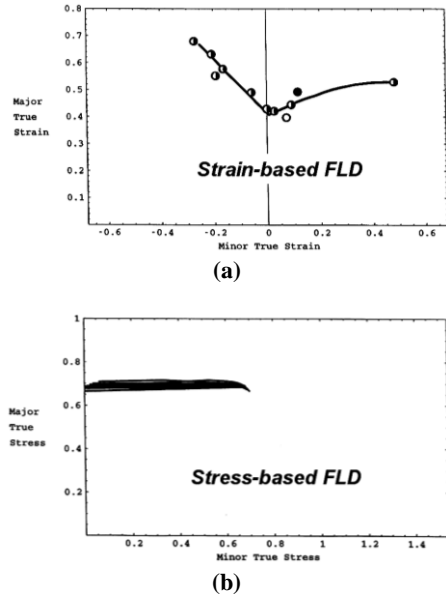 0.8
0.7
0.6
Major
0.5
True
0.4
Strain
0.3
0.2
Strain-based FLD
0.1
-0.6 -0.4 -0.2 0 0.2 0.4 0.6
Minor True Strain
(a)
1
0.8
Major
0.6
True
Stress
0.4
Stress-based FLD
0.2
0.2 0.4 0.6 0.8 1 1.2 1.4
Minor True Stress
(b)